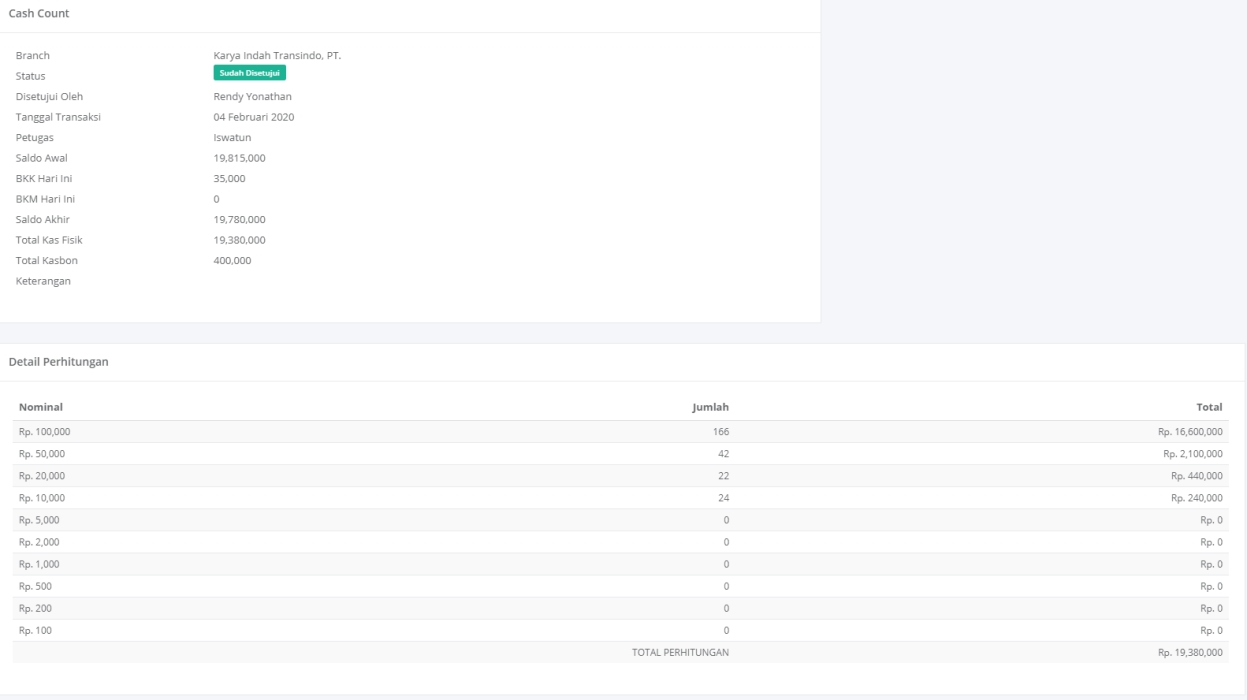 Cash Count
Branch Karya Indah Transindo, PT.
Status Sudah Disetujui
Disetujui Oleh Rendy Yonathan
Tanggal Transaksi 04 Februari 2020
Petugas Iswatun
Saldo Awal 19,815,000
BKK Hari Ini 35,000
BKM Hari Ini 0
Saldo Akhir 19,780,000
Total Kas Fisik 19,380,000
Total Kasbon 400,000
Keterangan
Detail Perhitungan
Nominal Jumlah Total
Rp. 100,000 166 Rp. 16,600,000
Rp. 50,000 42 Rp. 2,100,000
Rp. 20,000 22 Rp. 440,000
Rp. 10,000 24 Rp. 240,000
Rp. 5,000 0 Rp. 0
Rp. 2,000 0 Rp. 0
Rp. 1,000 0 Rp. 0
Rp. 500 0 Rp. 0
Rp. 200 0 Rp. 0
Rp. 100 0 Rp. 0
TOTAL PERHITUNGAN Rp. 19,380,000